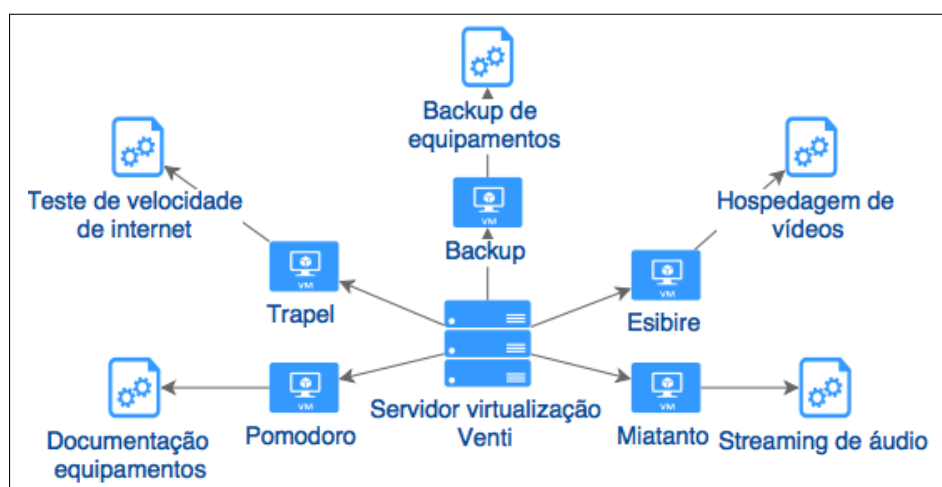 Backup de
equipamentos
VM
Backup
Teste de velocidade
de internet
VM
Trapel
Hospedagem de
vídeos
VM
Esibire
Servidor virtualização
Venti
VM
Pomodoro
Documentação
equipamentos
VM
Miatanto
Streaming de áudio